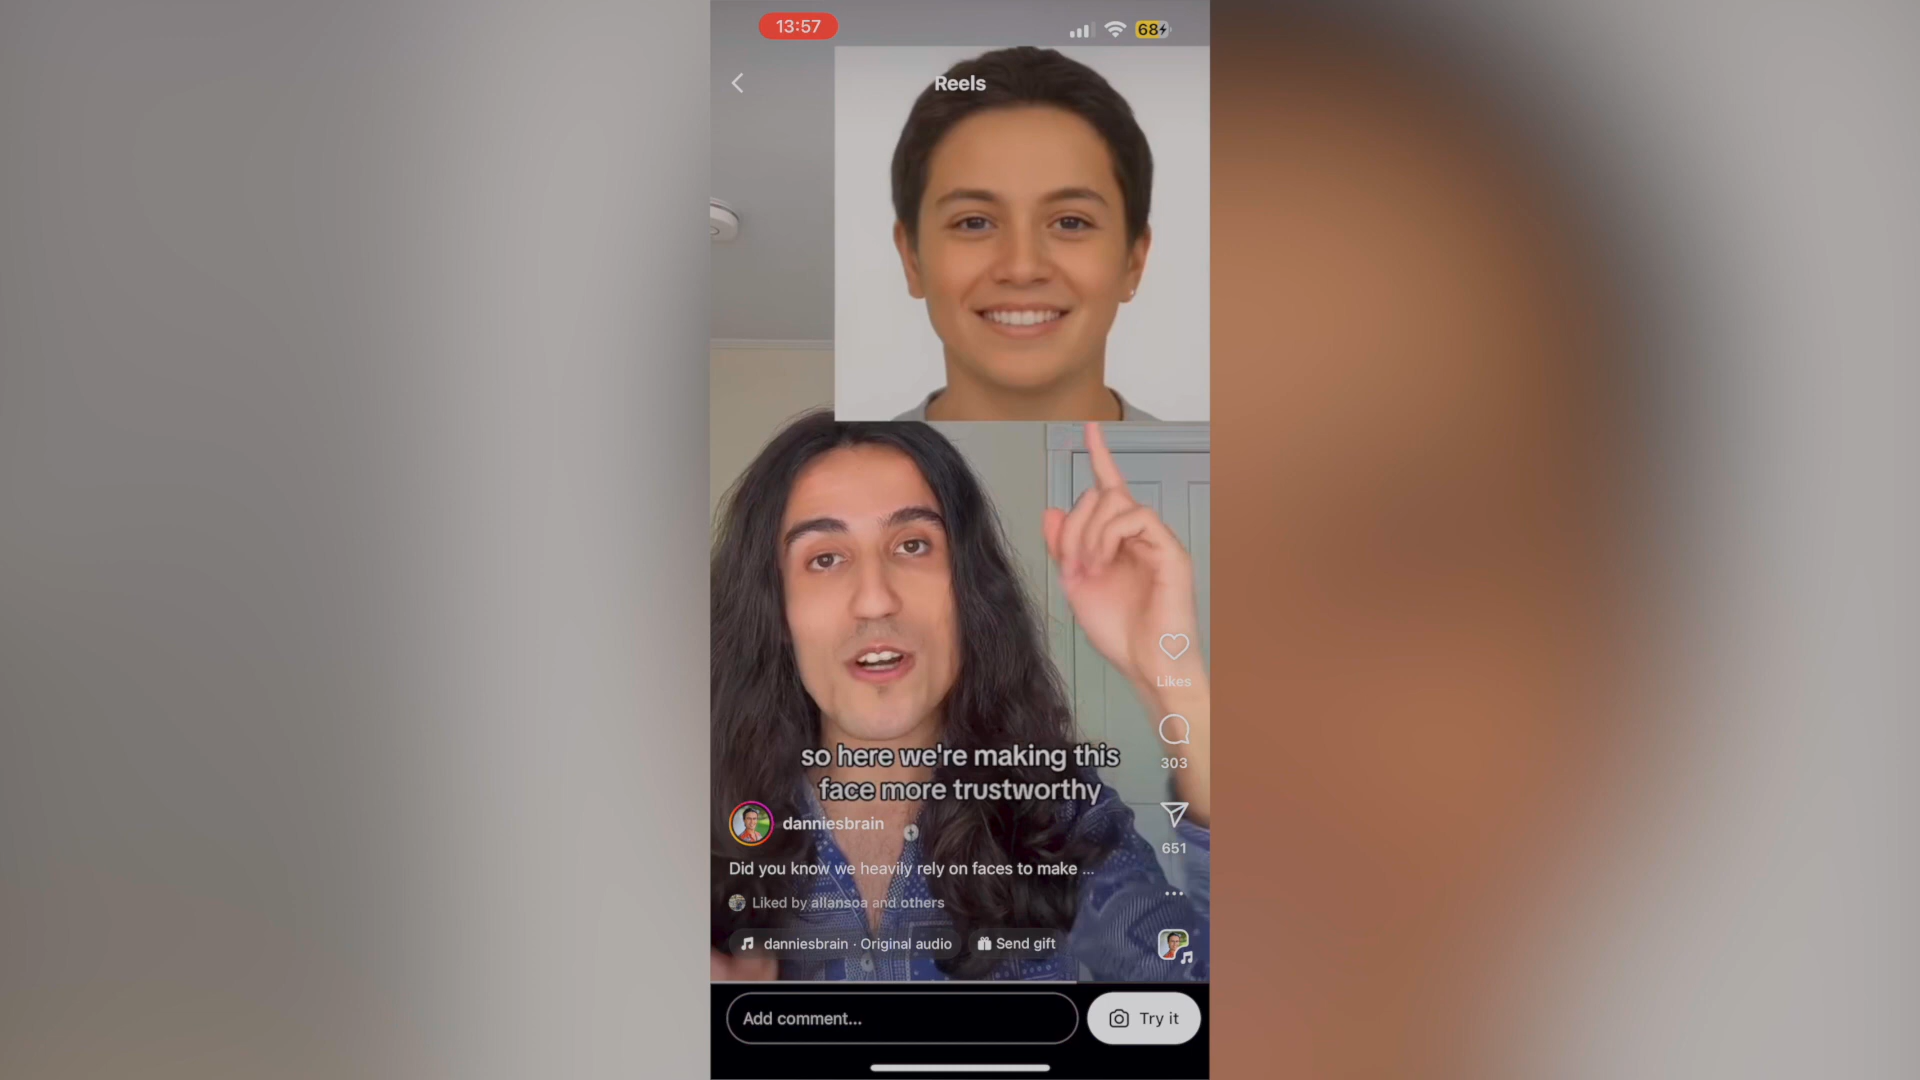 13:57
68
Reels
Likes
303
so here we're making this
face more trustworthy
danniesbrain
651
Did you know we heavily rely on faces to make ...
Liked by allansoa and others
danniesbrain · Original audio
Send gift
Add comment...
Try it